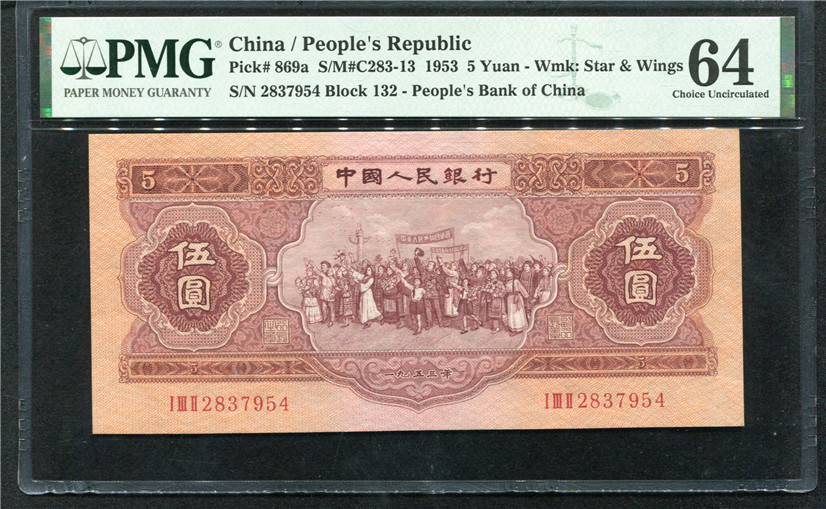 PMG
PAPER MONEY GUARANTY
China / People's Republic
Pick# 869a S/M#C283-13 1953 5 Yuan - Wmk: Star & Wings
S/N 2837954 Block 132 - People's Bank of China
64
Choice Uncirculated
5
中國人民銀行
5
伍圓
伍圓
5
一九五三年
5
ⅠⅢⅡ2837954
ⅠⅢⅡ2837954